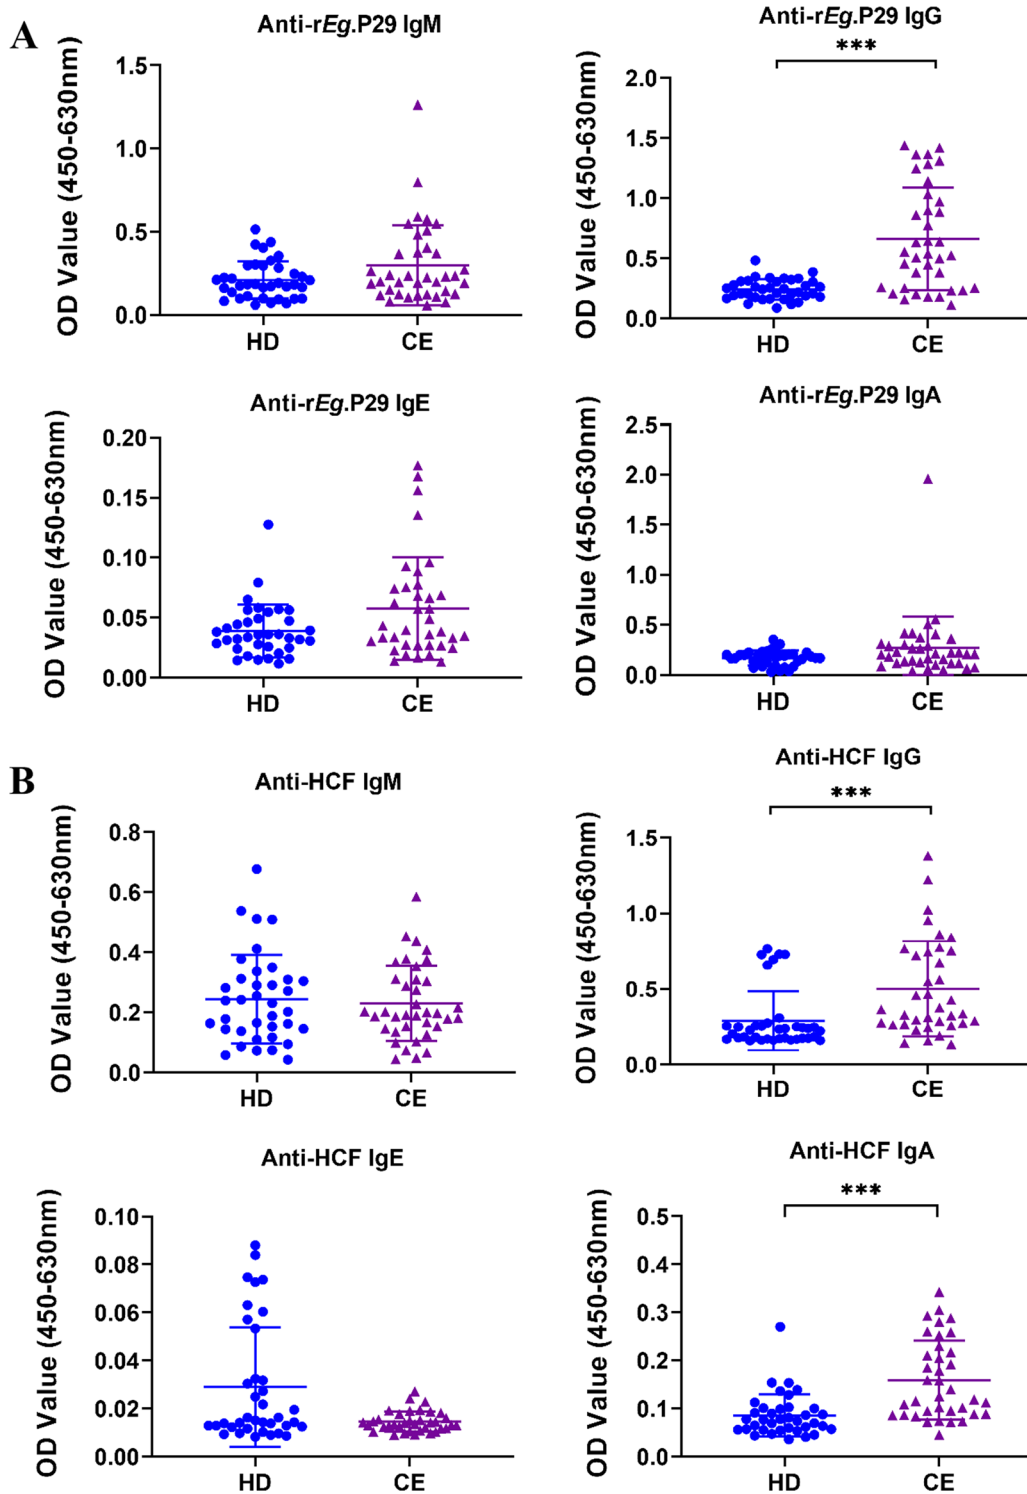 A
Anti-rEg.P29 IgM
OD Value (450-630nm)
1.5
1.0
0.5
0.0
HD
CE
Anti-rEg.P29 IgG
***
OD Value (450-630nm)
2.0
1.5
1.0
0.5
0.0
HD
CE
Anti-rEg.P29 IgE
OD Value (450-630nm)
0.20
0.15
0.10
0.05
0.00
HD
CE
Anti-rEg.P29 IgA
OD Value (450-630nm)
2.5
2.0
1.5
1.0
0.5
0.0
HD
CE
B
Anti-HCF IgM
OD Value (450-630nm)
0.8
0.6
0.4
0.2
0.0
HD
CE
Anti-HCF IgG
***
OD Value (450-630nm)
1.5
1.0
0.5
0.0
HD
CE
Anti-HCF IgE
OD Value (450-630nm)
0.10
0.08
0.06
0.04
0.02
0.00
HD
CE
Anti-HCF IgA
***
OD Value (450-630nm)
0.5
0.4
0.3
0.2
0.1
0.0
HD
CE